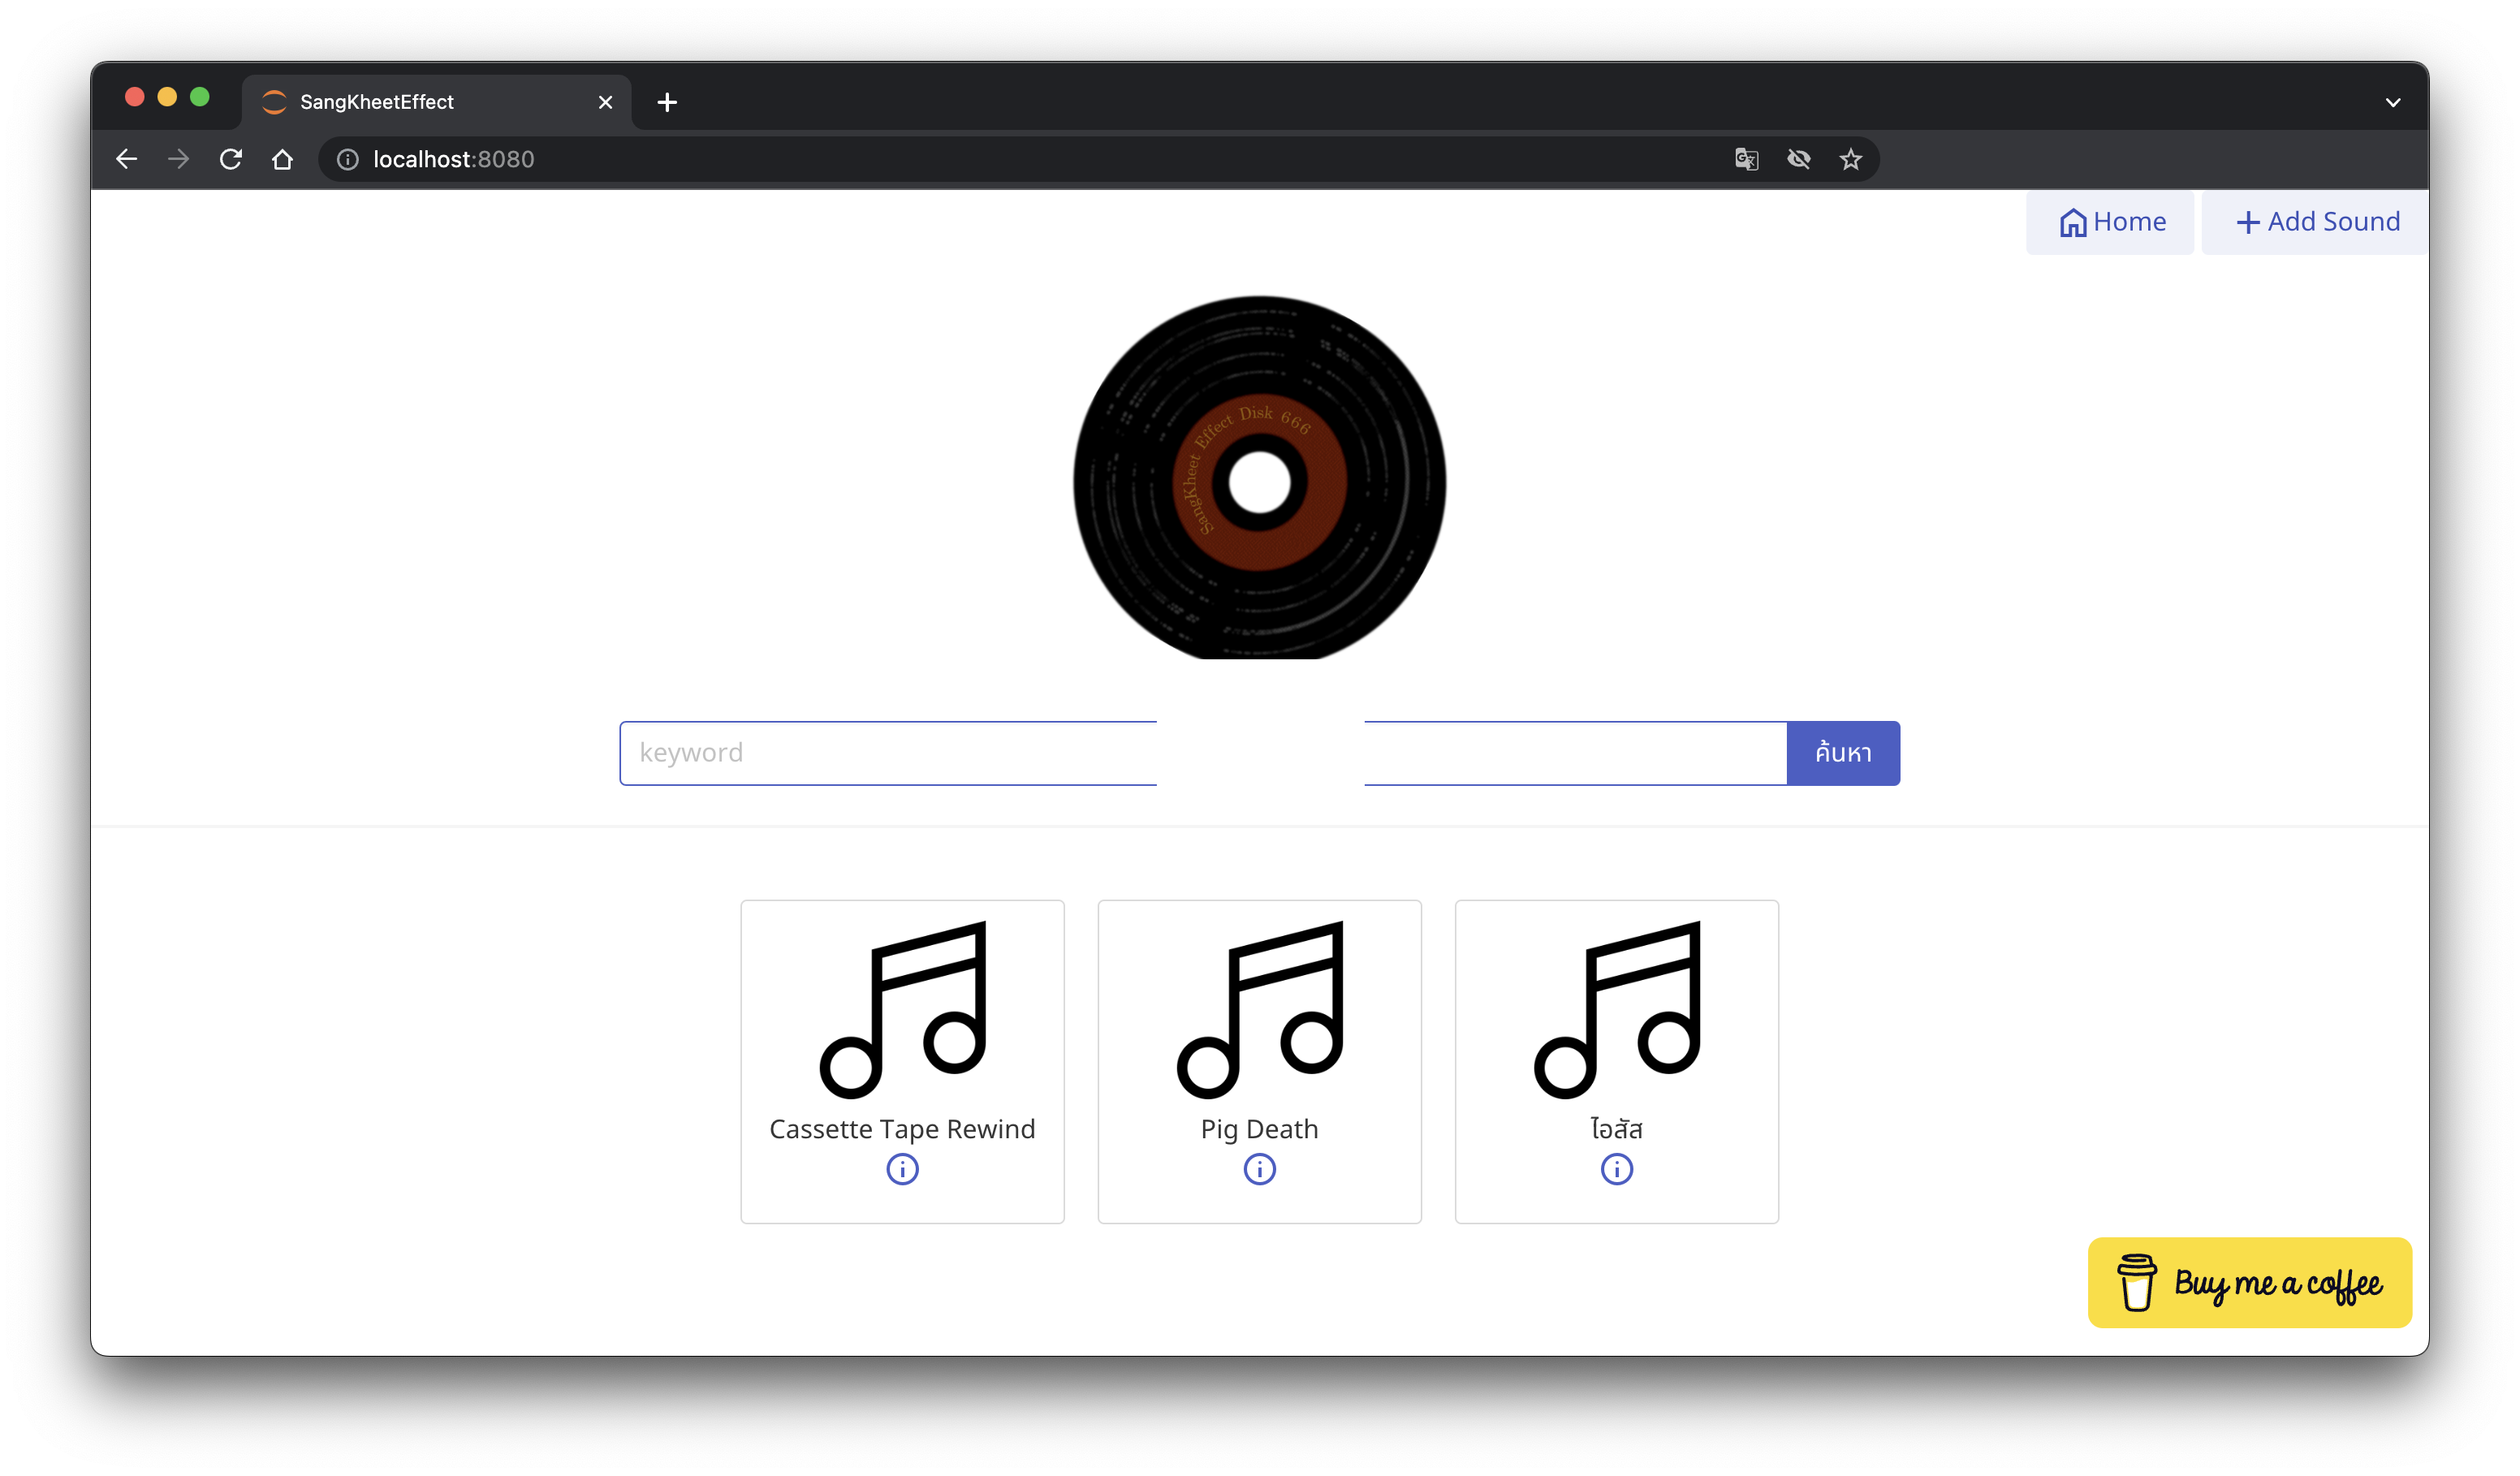 SangKheetEffect
localhost:8080
Home
Add Sound
SangKheet Effect Disk 666
keyword
ค้นหา
Cassette Tape Rewind
Pig Death
ไอสัส
Buy me a coffee